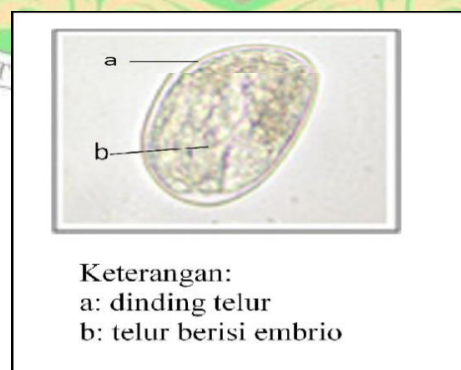 a
b
Keterangan:
a: dinding telur
b: telur berisi embrio